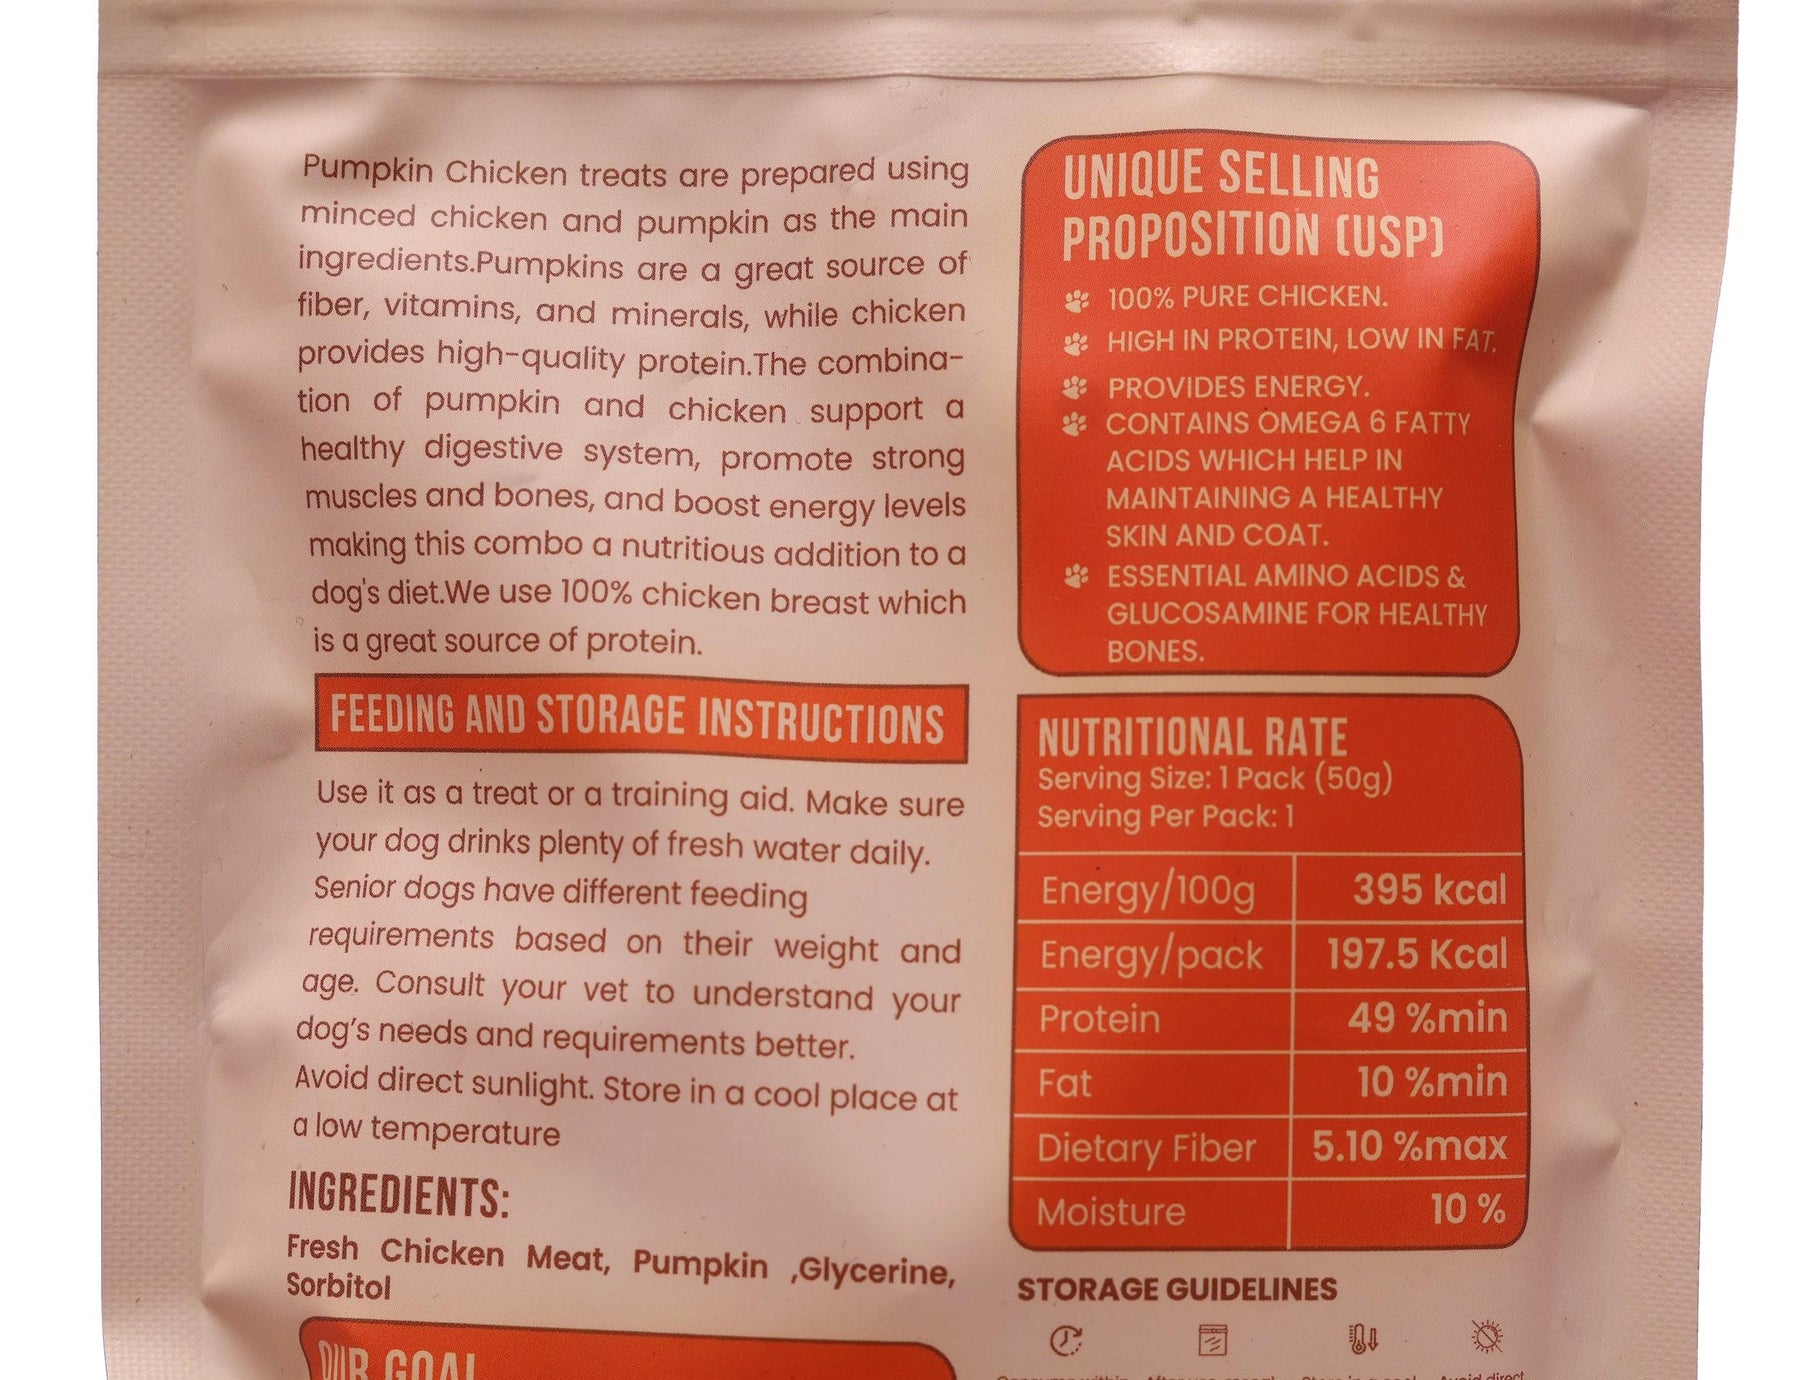 Pumpkin Chicken treats are prepared using
minced chicken and pumpkin as the main
ingredients.Pumpkins are a great source of
fiber, vitamins, and minerals, while chicken
provides high-quality protein.The combina-
tion of pumpkin and chicken support a
healthy digestive system, promote strong
muscles and bones, and boost energy levels
making this combo a nutritious addition to a
dog's diet.We use 100% chicken breast which
is a great source of protein.
FEEDING AND STORAGE INSTRUCTIONS
Use it as a treat or a training aid. Make sure
your dog drinks plenty of fresh water daily.
Senior dogs have different feeding
requirements based on their weight and
age. Consult your vet to understand your
dog's needs and requirements better.
Avoid direct sunlight. Store in a cool place at
a low temperature
INGREDIENTS:
Fresh Chicken Meat, Pumpkin ,Glycerine,
Sorbitol
OUR GOAL
UNIQUE SELLING
PROPOSITION (USP)
100% PURE CHICKEN.
HIGH IN PROTEIN, LOW IN FAT.
PROVIDES ENERGY.
CONTAINS OMEGA 6 FATTY
ACIDS WHICH HELP IN
MAINTAINING A HEALTHY
SKIN AND COAT.
ESSENTIAL AMINO ACIDS &
GLUCOSAMINE FOR HEALTHY
BONES.
NUTRITIONAL RATE
Serving Size: 1 Pack (50g)
Serving Per Pack: 1
Energy/100g 395 kcal
Energy/pack 197.5 Kcal
Protein 49 %min
Fat 10 %min
Dietary Fiber 5.10 %max
Moisture 10 %
STORAGE GUIDELINES
Avoid direct